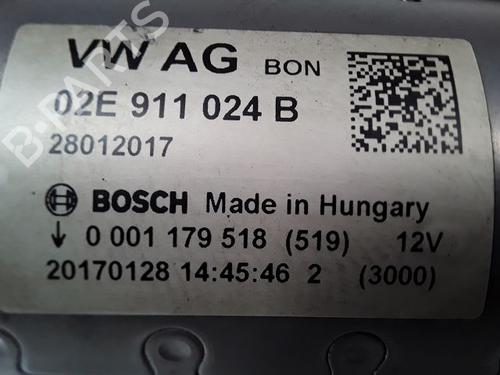 VW AG BON
02E 911 024 B
28012017
BOSCH Made in Hungary
↓ 0 001 179 518 (519) 12V
20170128 14:45:46 2 (3000)
B-PARTS